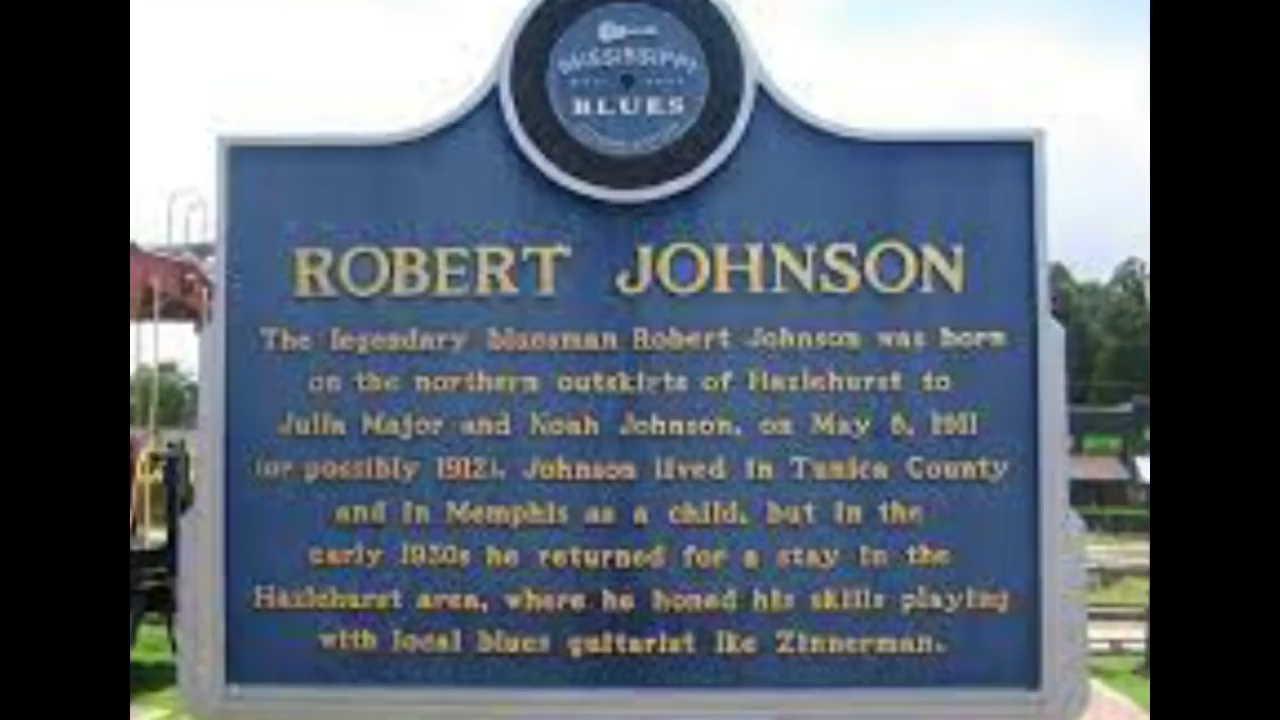 MISSISSIPPI
BLUES
ROBERT JOHNSON
The legendary bluesman Robert Johnson was born
on the northern outskirts of Hazlehurst to
Julia Major and Noah Johnson, on May 8, 1911
(or possibly 1912). Johnson lived in Tunica County
and in Memphis as a child, but in the
early 1930s he returned for a stay in the
Hazlehurst area, where he honed his skills playing
with local blues guitarist Ike Zinnerman.